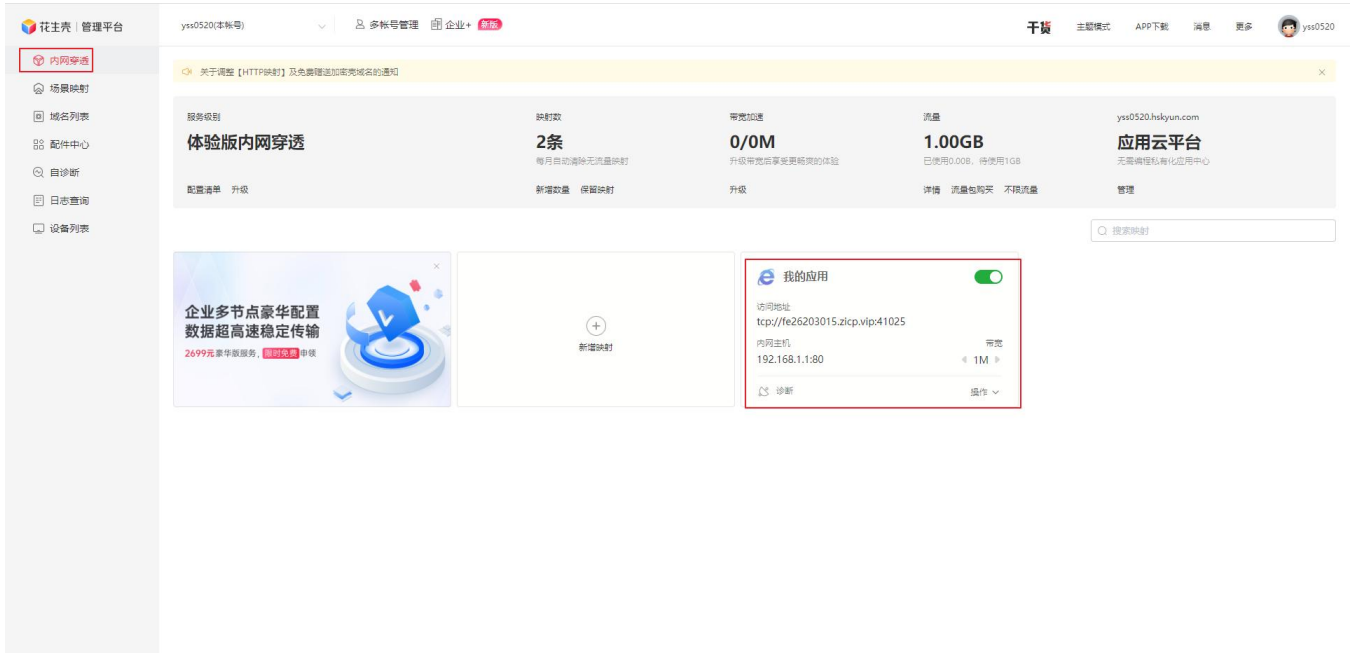 花生壳 管理平台
yss0520(本帐号)
多帐号管理
企业+ 新版
干货
主题模式
APP下载
消息
更多
yss0520
内网穿透
场景映射
域名列表
配件中心
自诊断
日志查询
设备列表
关于调整【HTTP映射】及免费赠送加密壳域名的通知
服务级别
体验版内网穿透
配置清单 升级
映射数
2条
每月自动清除无流量映射
新增数量 保留映射
带宽加速
0/0M
升级带宽后享受更畅爽的体验
升级
流量
1.00GB
已使用0.00B，待使用1GB
详情 流量包购买 不限流量
yss0520.hskyun.com
应用云平台
无需编程私有化应用中心
管理
搜索映射
企业多节点豪华配置
数据超高速稳定传输
2699元豪华版服务，限时免费申领
新增映射
我的应用
访问地址
tcp://fe26203015.zicp.vip:41025
内网主机 带宽
192.168.1.1:80 1M
诊断 操作